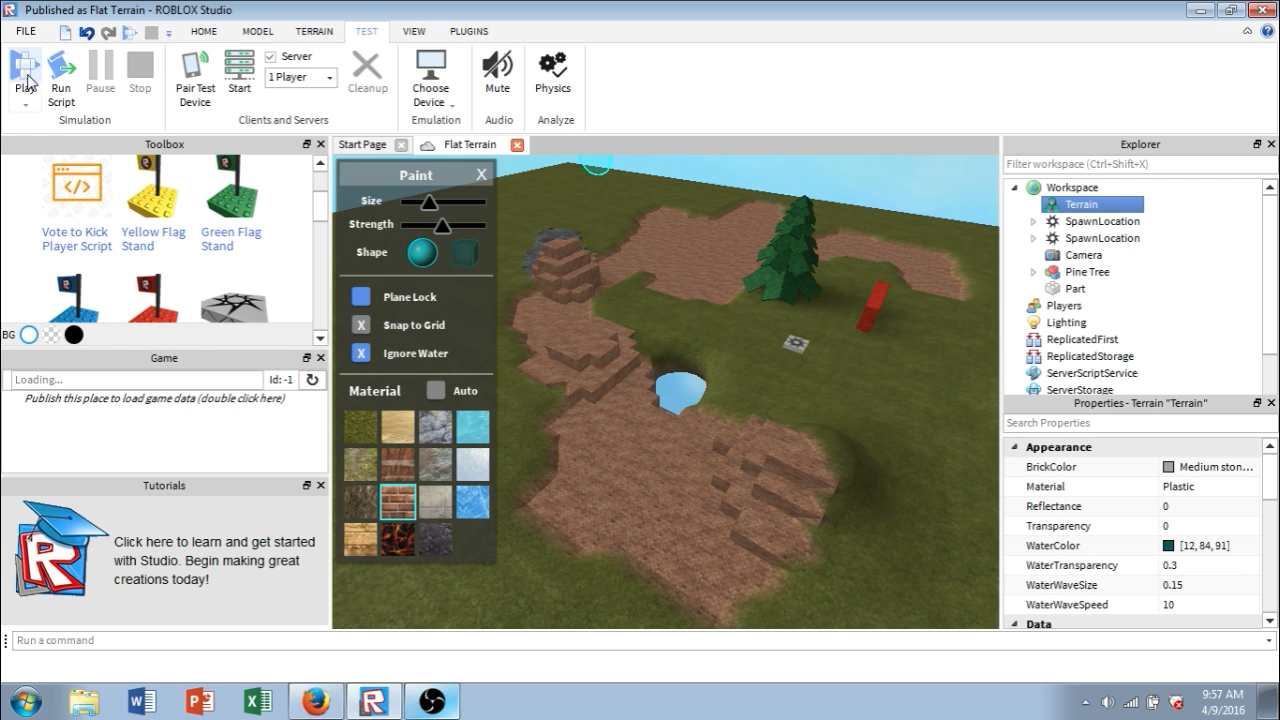 Published as Flat Terrain - ROBLOX Studio
FILE HOME MODEL TERRAIN TEST VIEW PLUGINS
Play
Run Script
Pause
Stop
Simulation
Pair Test Device
Start
Server
1 Player
Cleanup
Clients and Servers
Choose Device
Emulation
Mute
Audio
Physics
Analyze
Toolbox
Vote to Kick Player Script
Yellow Flag Stand
Green Flag Stand
BG
Game
Loading...
Id: -1
Publish this place to load game data (double click here)
Tutorials
Click here to learn and get started
with Studio. Begin making great
creations today!
Start Page
Flat Terrain
Paint X
Size
Strength
Shape
Plane Lock
X Snap to Grid
X Ignore Water
Material Auto
Explorer
Filter workspace (Ctrl+Shift+X)
Workspace
Terrain
SpawnLocation
SpawnLocation
Camera
Pine Tree
Part
Players
Lighting
ReplicatedFirst
ReplicatedStorage
ServerScriptService
ServerStorage
Properties - Terrain "Terrain"
Search Properties
Appearance
BrickColor Medium ston...
Material Plastic
Reflectance 0
Transparency 0
WaterColor [12,84,91]
WaterTransparency 0.3
WaterWaveSize 0.15
WaterWaveSpeed 10
Data
Run a command
9:57 AM
4/9/2016